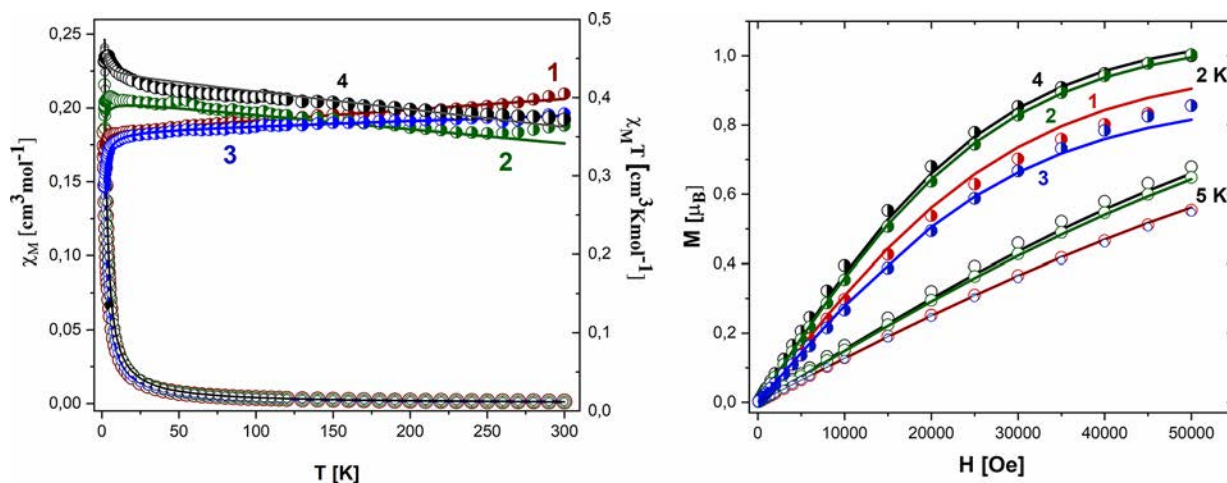 0,25
0,20
0,15
0,10
0,05
0,00
χM [cm³ mol⁻¹]
0 50 100 150 200 250 300
T [K]
0,5
0,4
0,3
0,2
0,1
0,0
χMT [cm³Kmol⁻¹]
4
1
3
2
1,0
0,8
0,6
0,4
0,2
0,0
M [μB]
0 10000 20000 30000 40000 50000
H [Oe]
4
2 K
1
2
3
5 K